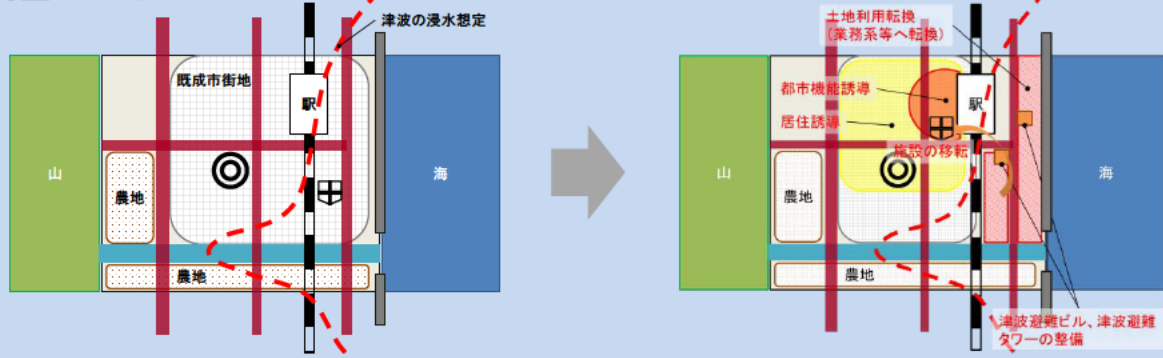 津波の浸水想定
既成市街地
駅
山
海
農地
農地
土地利用転換
(業務系等へ転換)
都市機能誘導
居住誘導
駅
施設の移転
山
海
農地
農地
津波避難ビル、津波避難
タワーの整備